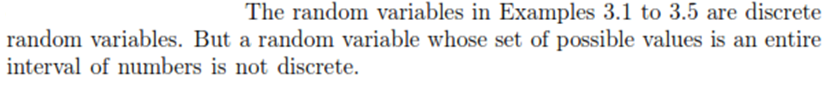 The random variables in Examples 3.1 to 3.5 are discrete
random variables. But a random variable whose set of possible values is an entire
interval of numbers is not discrete.